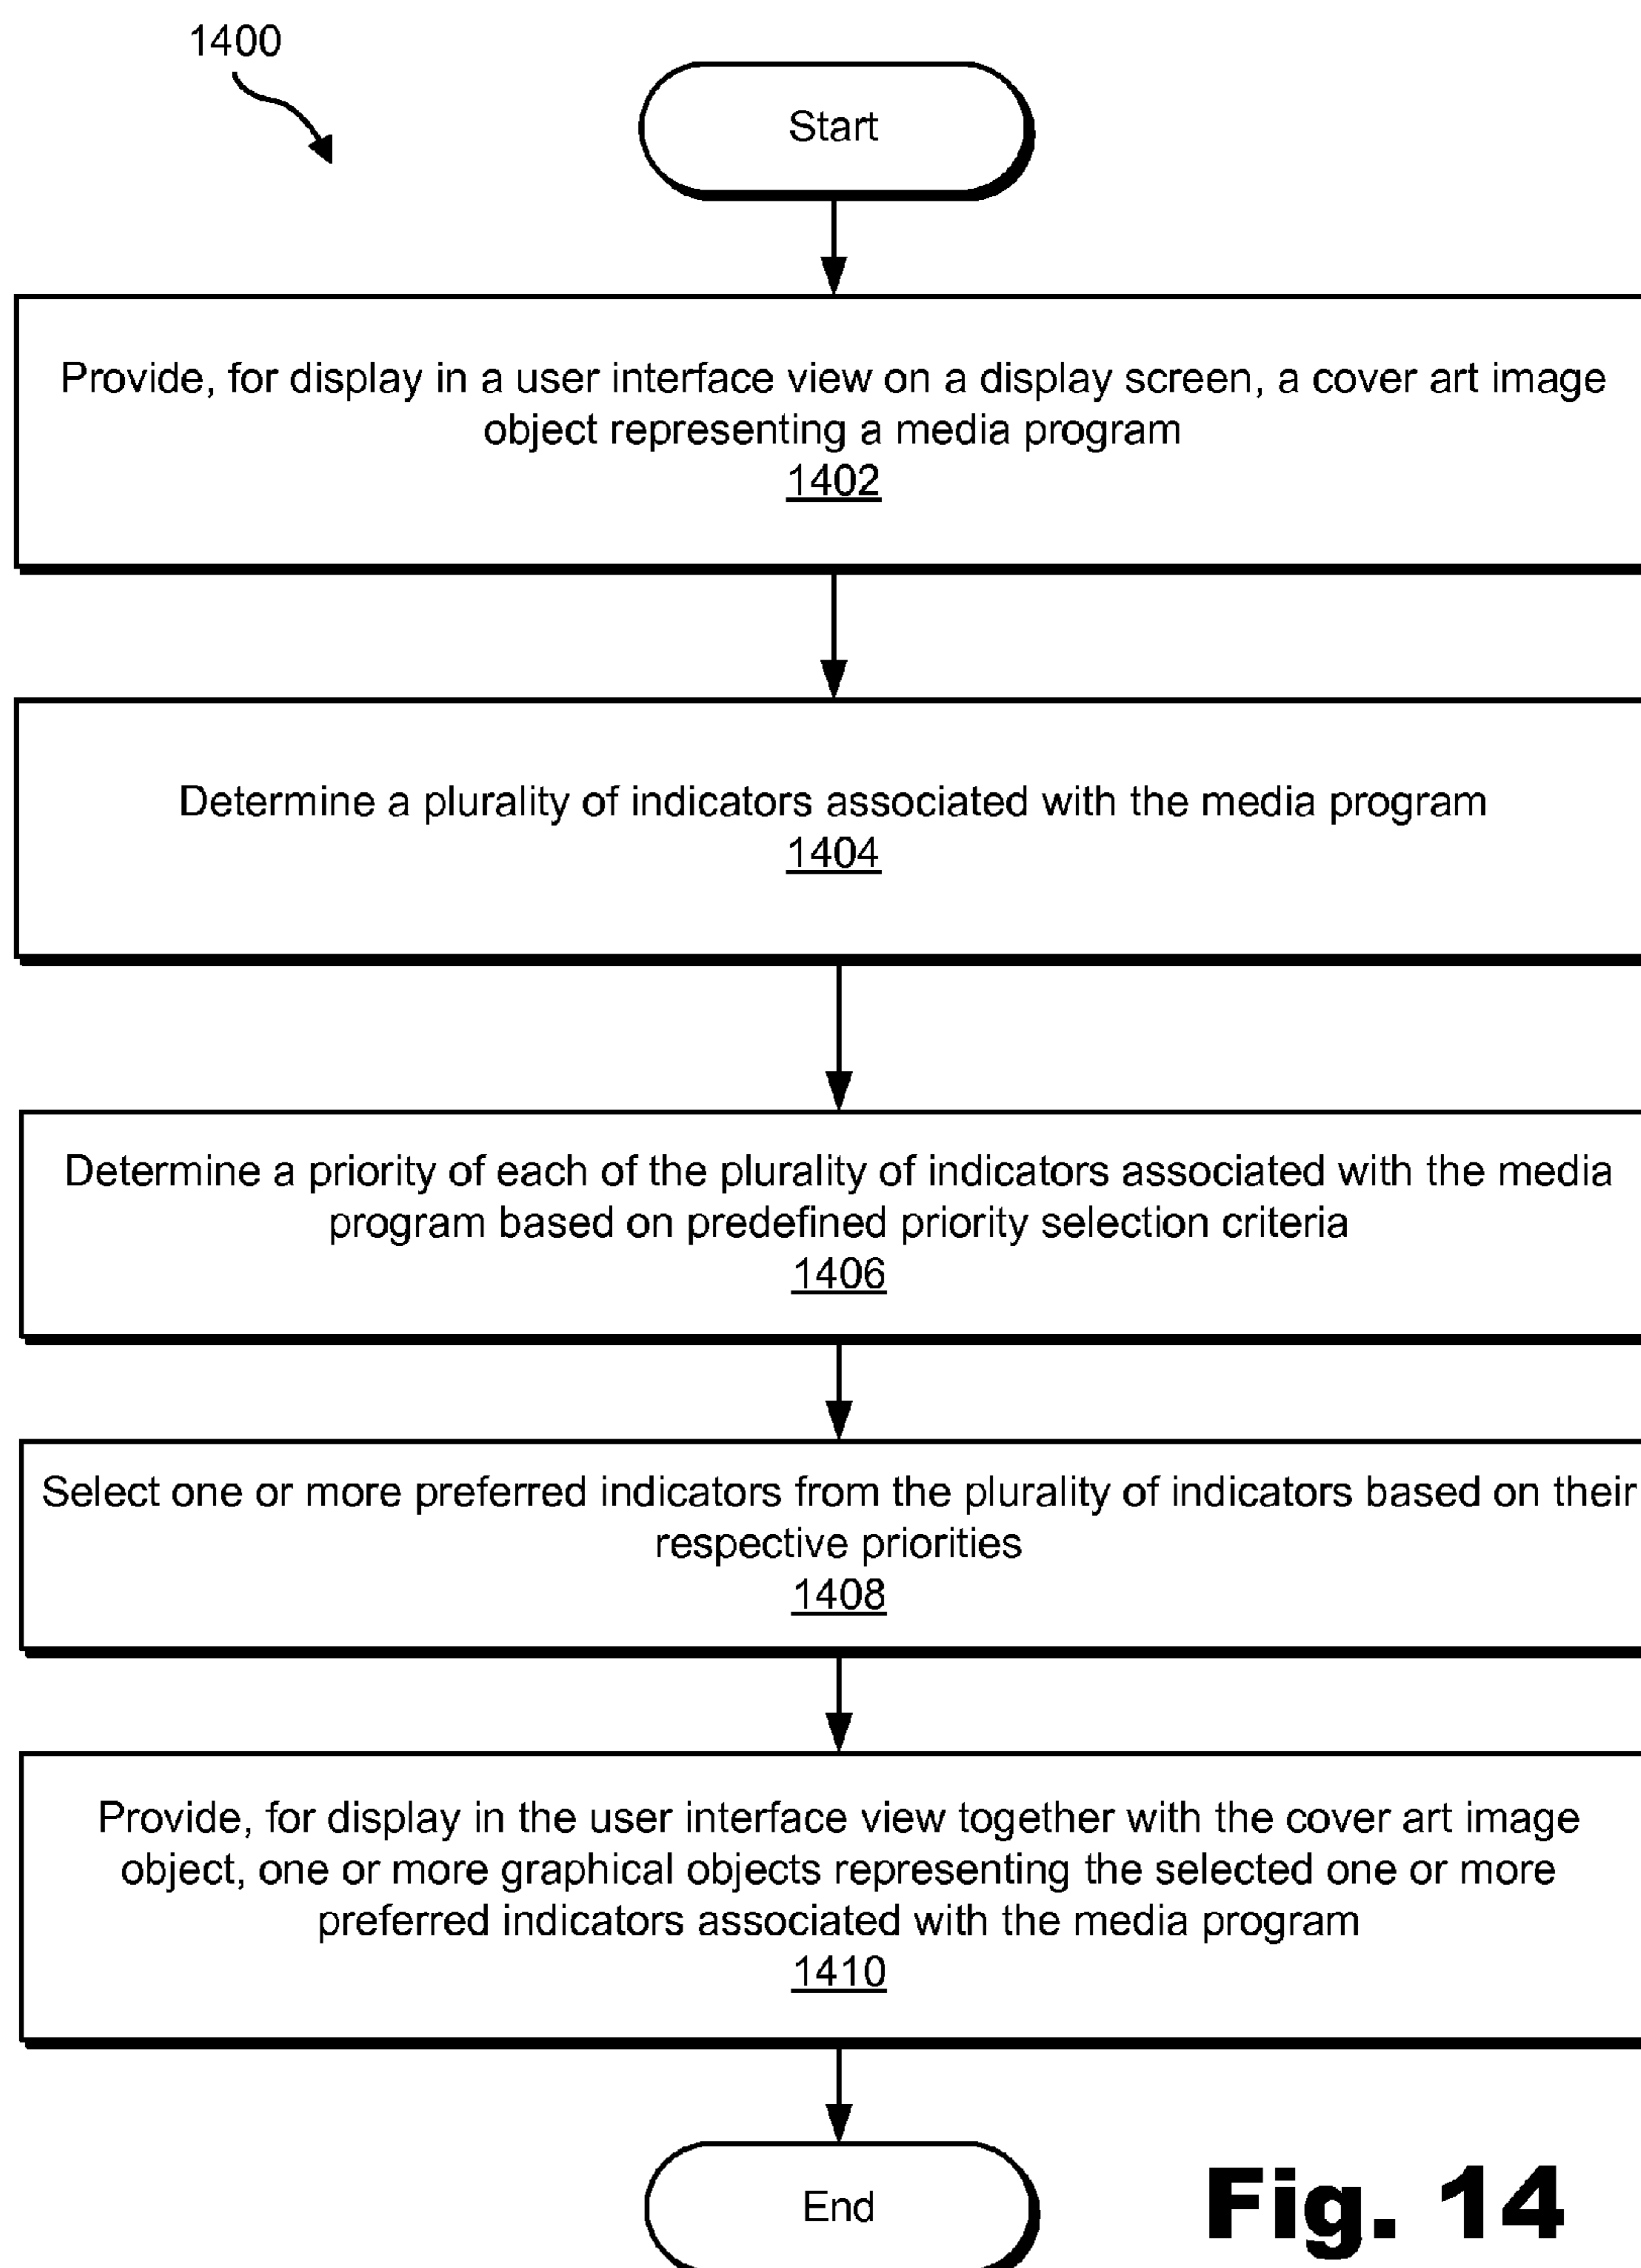 1400
Start
Provide, for display in a user interface view on a display screen, a cover art image
object representing a media program
1402
Determine a plurality of indicators associated with the media program
1404
Determine a priority of each of the plurality of indicators associated with the media
program based on predefined priority selection criteria
1406
Select one or more preferred indicators from the plurality of indicators based on their
respective priorities
1408
Provide, for display in the user interface view together with the cover art image
object, one or more graphical objects representing the selected one or more
preferred indicators associated with the media program
1410
End
Fig. 14